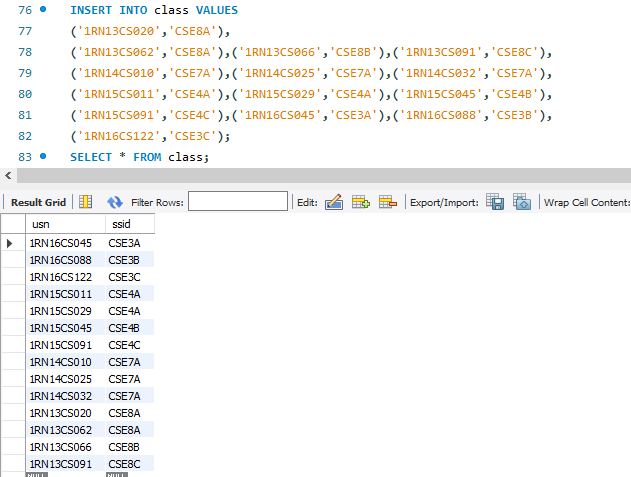 76 INSERT INTO class VALUES
77 ('1RN13CS020','CSE8A'),
78 ('1RN13CS062','CSE8A'),('1RN13CS066','CSE8B'),('1RN13CS091','CSE8C'),
79 ('1RN14CS010','CSE7A'),('1RN14CS025','CSE7A'),('1RN14CS032','CSE7A'),
80 ('1RN15CS011','CSE4A'),('1RN15CS029','CSE4A'),('1RN15CS045','CSE4B'),
81 ('1RN15CS091','CSE4C'),('1RN16CS045','CSE3A'),('1RN16CS088','CSE3B'),
82 ('1RN16CS122','CSE3C');
83 SELECT * FROM class;
Result Grid Filter Rows: Edit: Export/Import: Wrap Cell Content:
usn ssid
1RN16CS045 CSE3A
1RN16CS088 CSE3B
1RN16CS122 CSE3C
1RN15CS011 CSE4A
1RN15CS029 CSE4A
1RN15CS045 CSE4B
1RN15CS091 CSE4C
1RN14CS010 CSE7A
1RN14CS025 CSE7A
1RN14CS032 CSE7A
1RN13CS020 CSE8A
1RN13CS062 CSE8A
1RN13CS066 CSE8B
1RN13CS091 CSE8C
NULL NULL